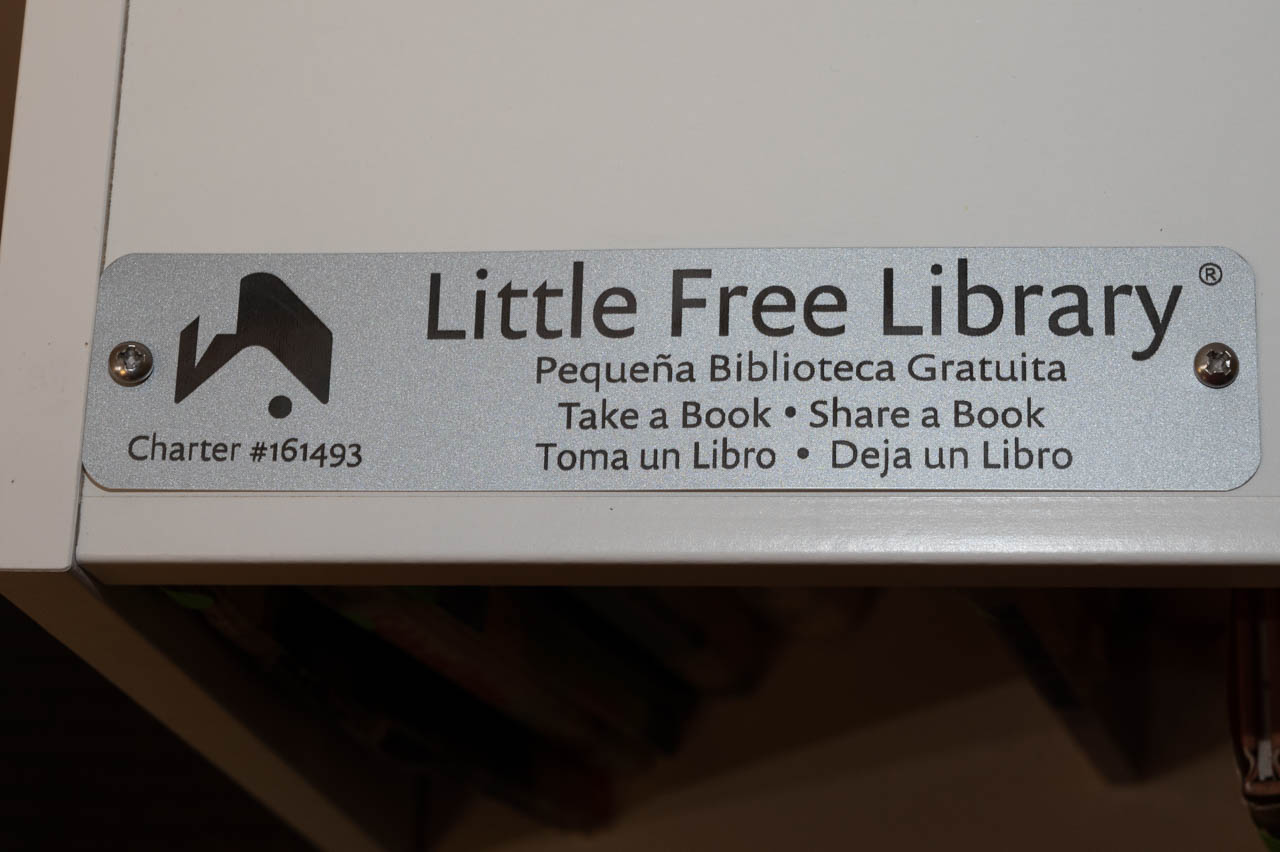 Little Free Library®
Pequeña Biblioteca Gratuita
Take a Book • Share a Book
Toma un Libro • Deja un Libro
Charter #161493